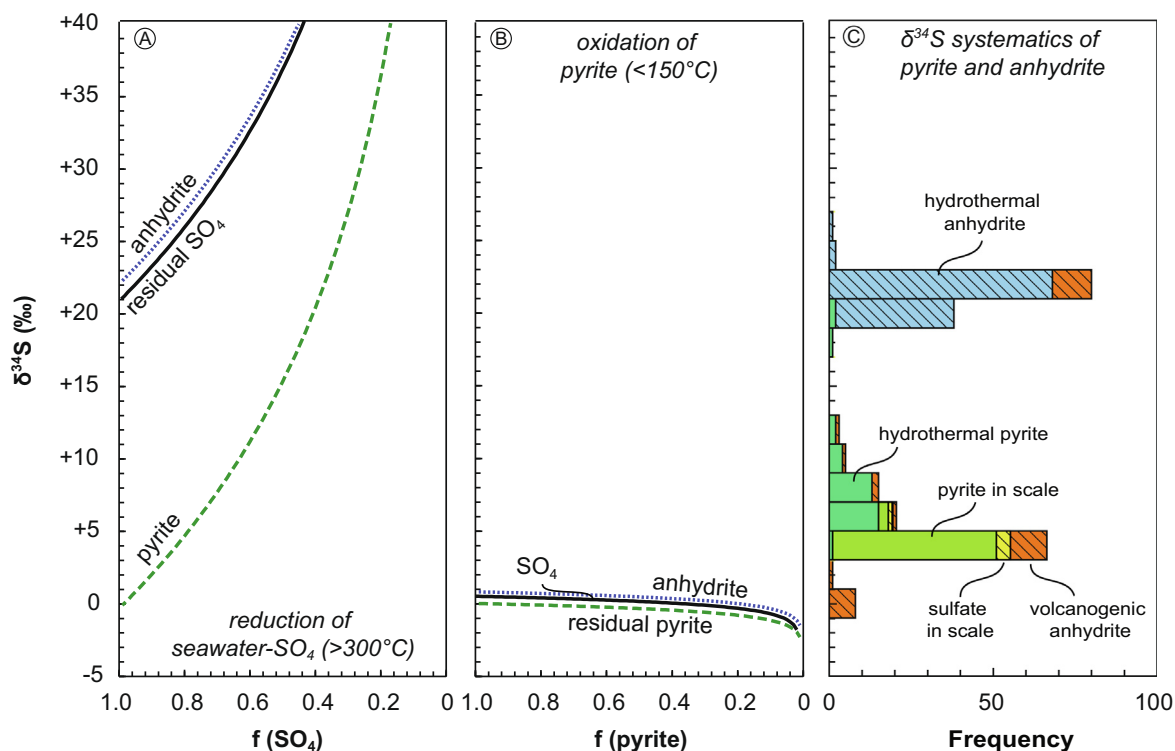 δ34S (‰)
+40
+35
+30
+25
+20
+15
+10
+5
0
-5
A
anhydrite
residual SO4
pyrite
reduction of
seawater-SO4 (>300°C)
1.0 0.8 0.6 0.4 0.2 0
f (SO4)
B
oxidation of
pyrite (<150°C)
SO4
anhydrite
residual pyrite
1.0 0.8 0.6 0.4 0.2 0
f (pyrite)
C
δ34S systematics of
pyrite and anhydrite
hydrothermal
anhydrite
hydrothermal pyrite
pyrite in scale
sulfate
in scale
volcanogenic
anhydrite
50 100
Frequency